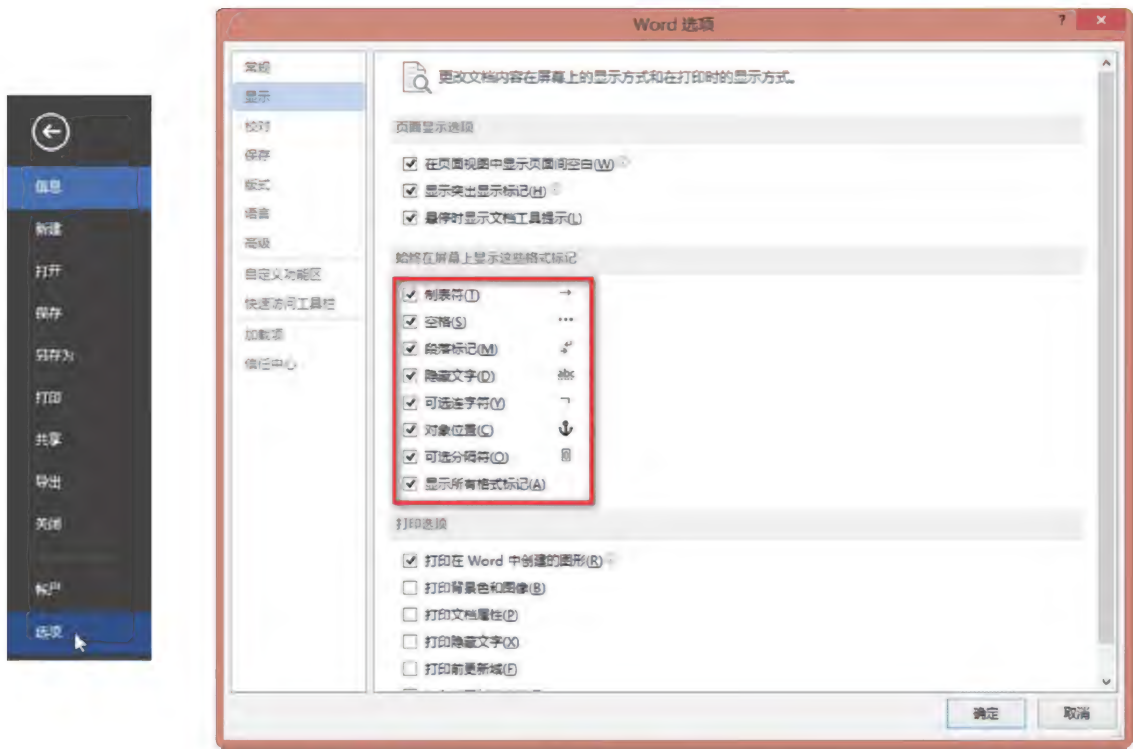 信息
新建
打开
保存
另存为
打印
共享
导出
关闭
帐户
选项
Word 选项
?
常规
显示
校对
保存
版式
语言
高级
自定义功能区
快速访问工具栏
加载项
信任中心
更改文档内容在屏幕上的显示方式和在打印时的显示方式。
页面显示选项
在页面视图中显示页面间空白(W)
显示突出显示标记(H)
悬停时显示文档工具提示(L)
始终在屏幕上显示这些格式标记
制表符(T) →
空格(S) ···
段落标记(M)
隐藏文字(D) abc
可选连字符(Y) ¬
对象位置(C)
可选分隔符(O)
显示所有格式标记(A)
打印选项
打印在 Word 中创建的图形(R)
打印背景色和图像(B)
打印文档属性(P)
打印隐藏文字(X)
打印前更新域(F)
确定
取消